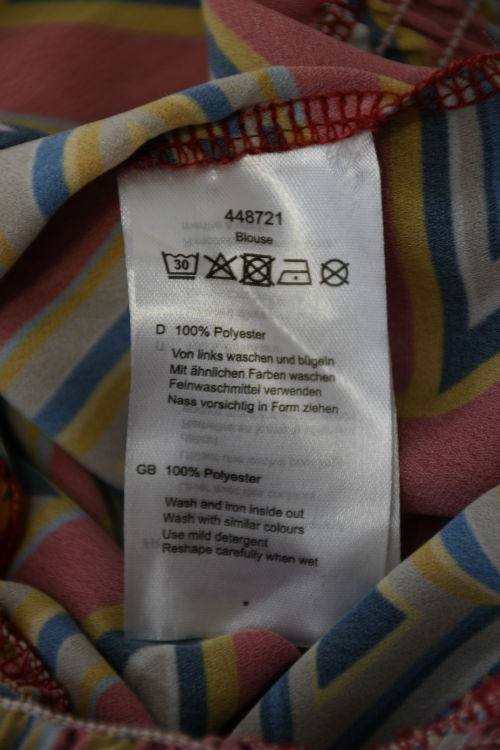 448721
Blouse
30
D 100% Polyester
Von links waschen und bügeln
Mit ähnlichen Farben waschen
Feinwaschmittel verwenden
Nass vorsichtig in Form ziehen
GB 100% Polyester
Wash and iron inside out
Wash with similar colours
Use mild detergent
Reshape carefully when wet